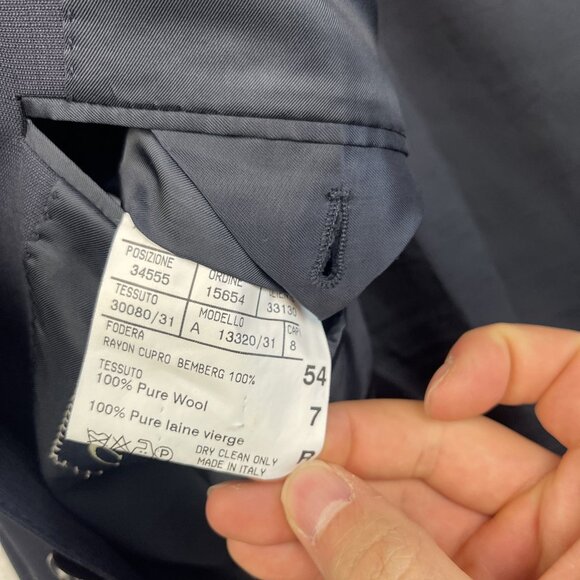 POSIZIONE ORDINE
34555 15654 33130
TESSUTO MODELLO
30080/31 A 13320/31 8
FODERA
RAYON CUPRO BEMBERG 100%
54
TESSUTO
100% Pure Wool
7
100% Pure laine vierge
P
DRY CLEAN ONLY
MADE IN ITALY